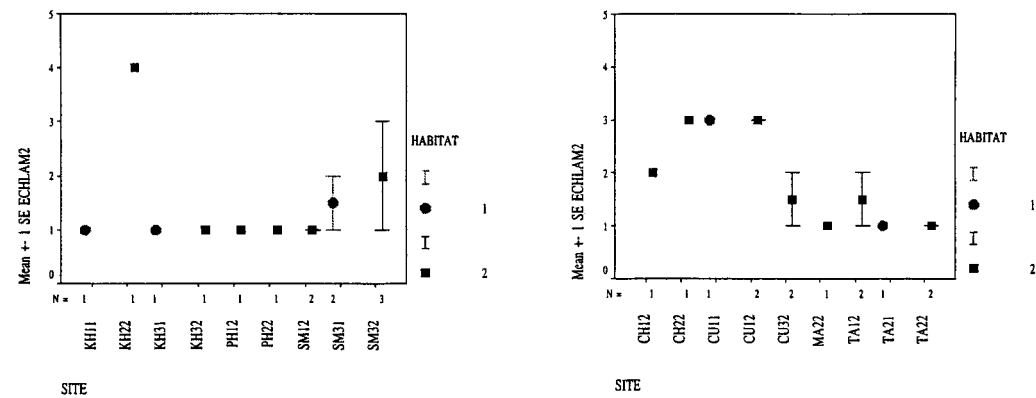 5
4
3
2
1
0
Mean +- 1 SE ECHLAM2
N = 1 1 1 1 1 1 2 2 3
KH11 KH22 KH31 KH32 PH12 PH22 SM12 SM31 SM32
SITE
HABITAT
1
2
5
4
3
2
1
0
Mean +- 1 SE ECHLAM2
N = 1 1 1 2 2 1 2 1 2
CH12 CH22 CU11 CU12 CU32 MA22 TA12 TA21 TA22
SITE
HABITAT
1
2